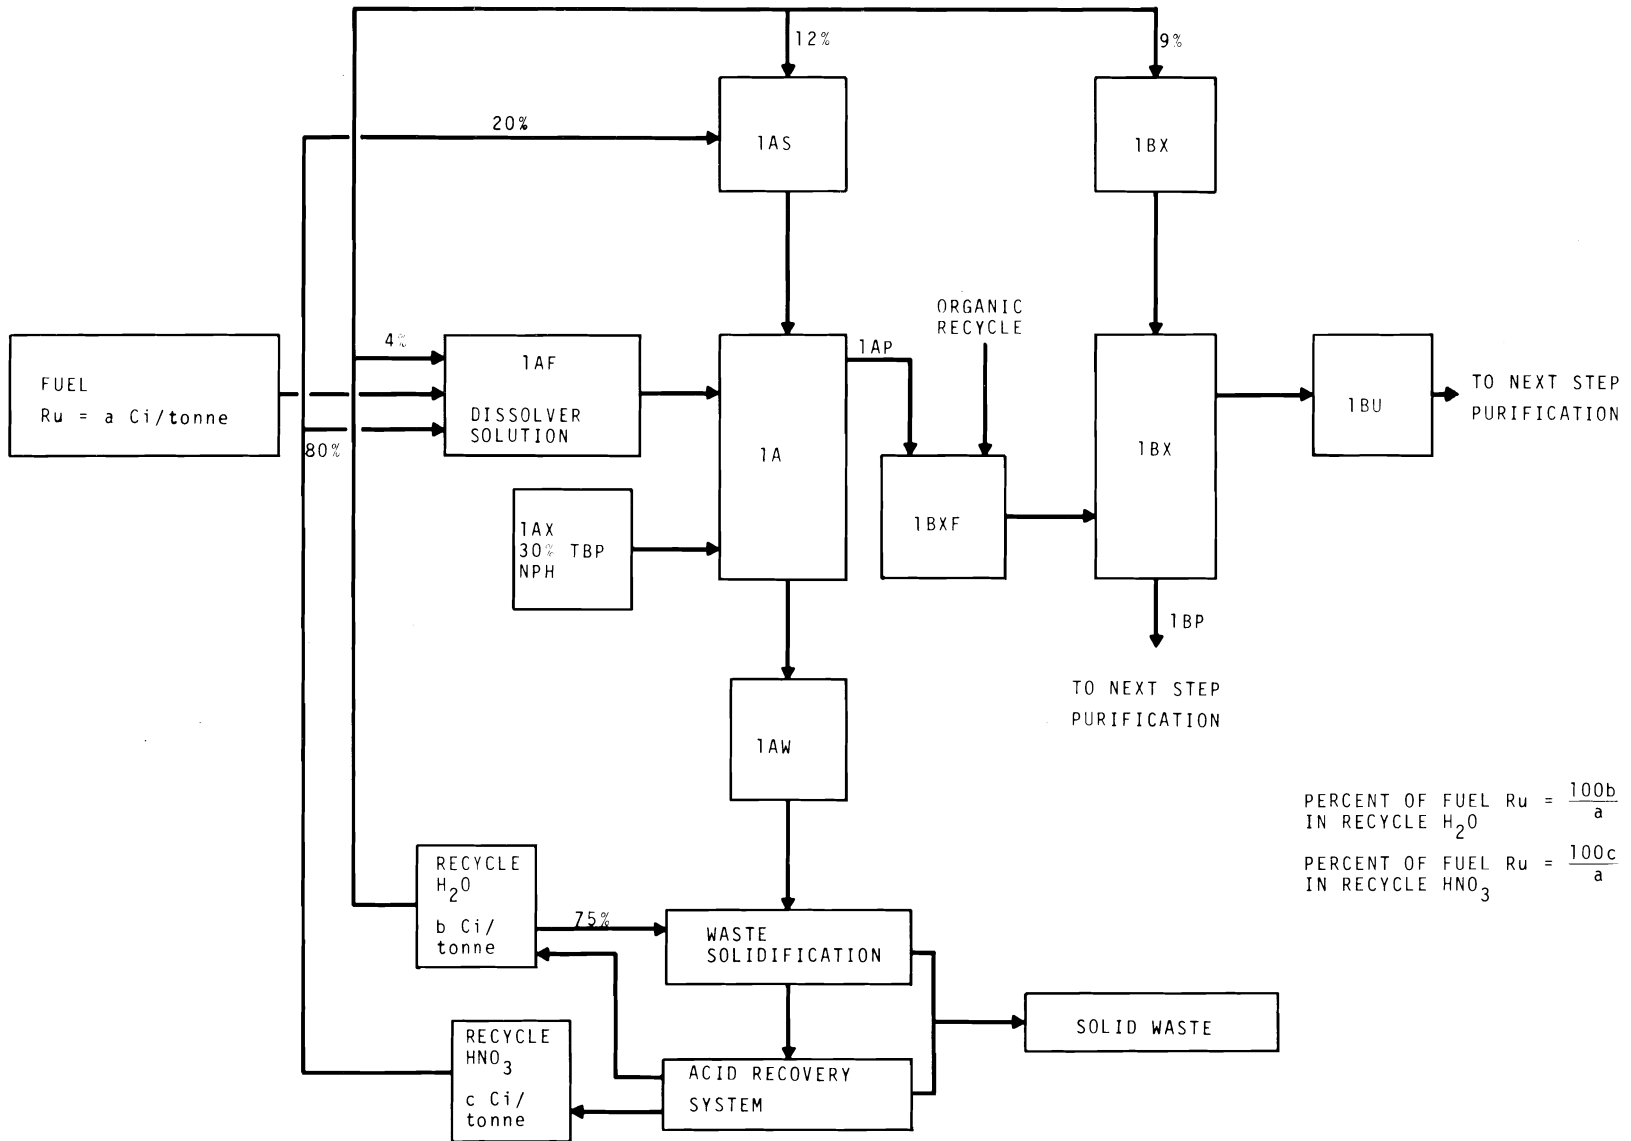 12%
9%
20%
1AS
1BX
ORGANIC
RECYCLE
4%
1AF
DISSOLVER
SOLUTION
1AP
FUEL
Ru = a Ci/tonne
80%
1A
1BX
1BU
TO NEXT STEP
PURIFICATION
1AX
30% TBP
NPH
1BXF
1BP
TO NEXT STEP
PURIFICATION
1AW
PERCENT OF FUEL Ru = 100b/a
IN RECYCLE H2O
PERCENT OF FUEL Ru = 100c/a
IN RECYCLE HNO3
RECYCLE
H2O
b Ci/
tonne
75%
WASTE
SOLIDIFICATION
SOLID WASTE
RECYCLE
HNO3
c Ci/
tonne
ACID RECOVERY
SYSTEM